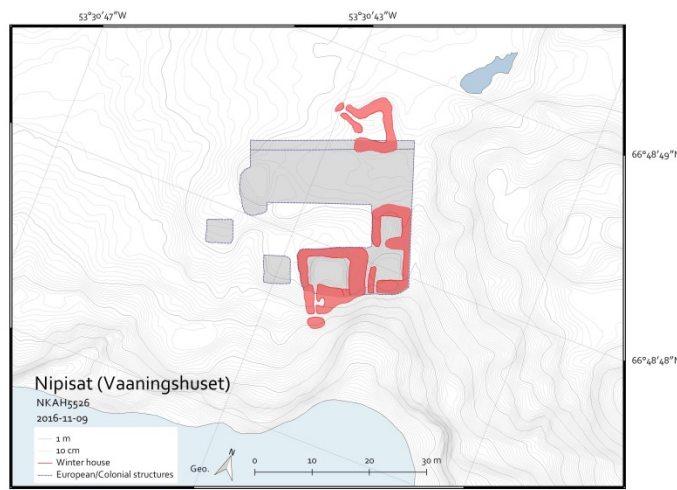 53°30'47"W 53°30'43"W
66°48'49"N
66°48'48"N
Nipisat (Vaaningshuset)
NKAH5526
2016-11-09
1 m
10 cm
Winter house
European/Colonial structures
Geo. N
0 10 20 30 m